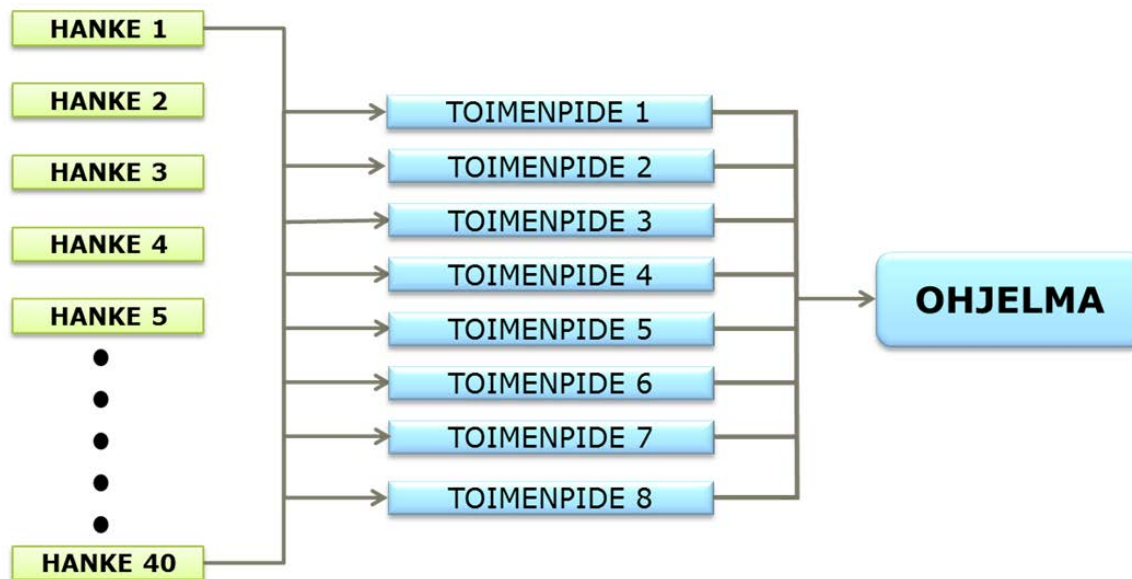 HANKE 1
HANKE 2
HANKE 3
HANKE 4
HANKE 5
HANKE 40
TOIMENPIDE 1
TOIMENPIDE 2
TOIMENPIDE 3
TOIMENPIDE 4
TOIMENPIDE 5
TOIMENPIDE 6
TOIMENPIDE 7
TOIMENPIDE 8
OHJELMA